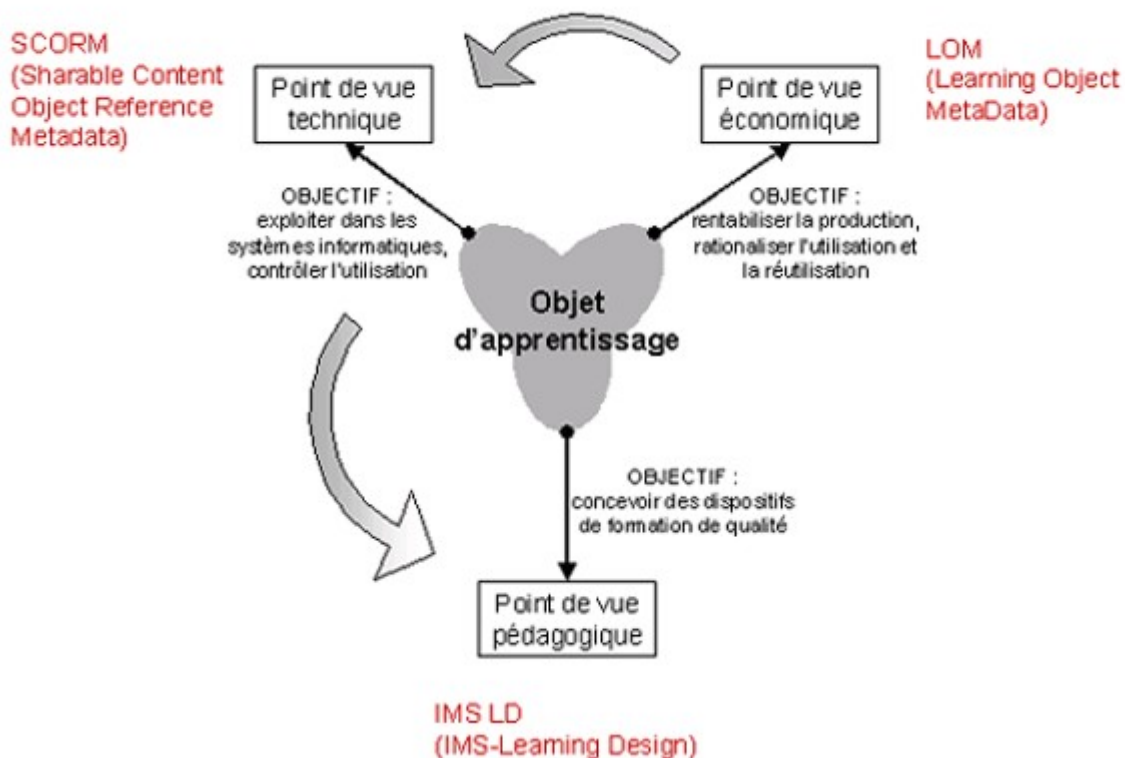 SCORM
(Sharable Content
Object Reference
Metadata)
Point de vue
technique
Point de vue
économique
LOM
(Learning Object
MetaData)
OBJECTIF :
exploiter dans les
systèmes informatiques,
contrôler l'utilisation
OBJECTIF :
rentabiliser la production,
rationaliser l'utilisation et
la réutilisation
Objet
d'apprentissage
OBJECTIF :
concevoir des dispositifs
de formation de qualité
Point de vue
pédagogique
IMS LD
(IMS-Learning Design)